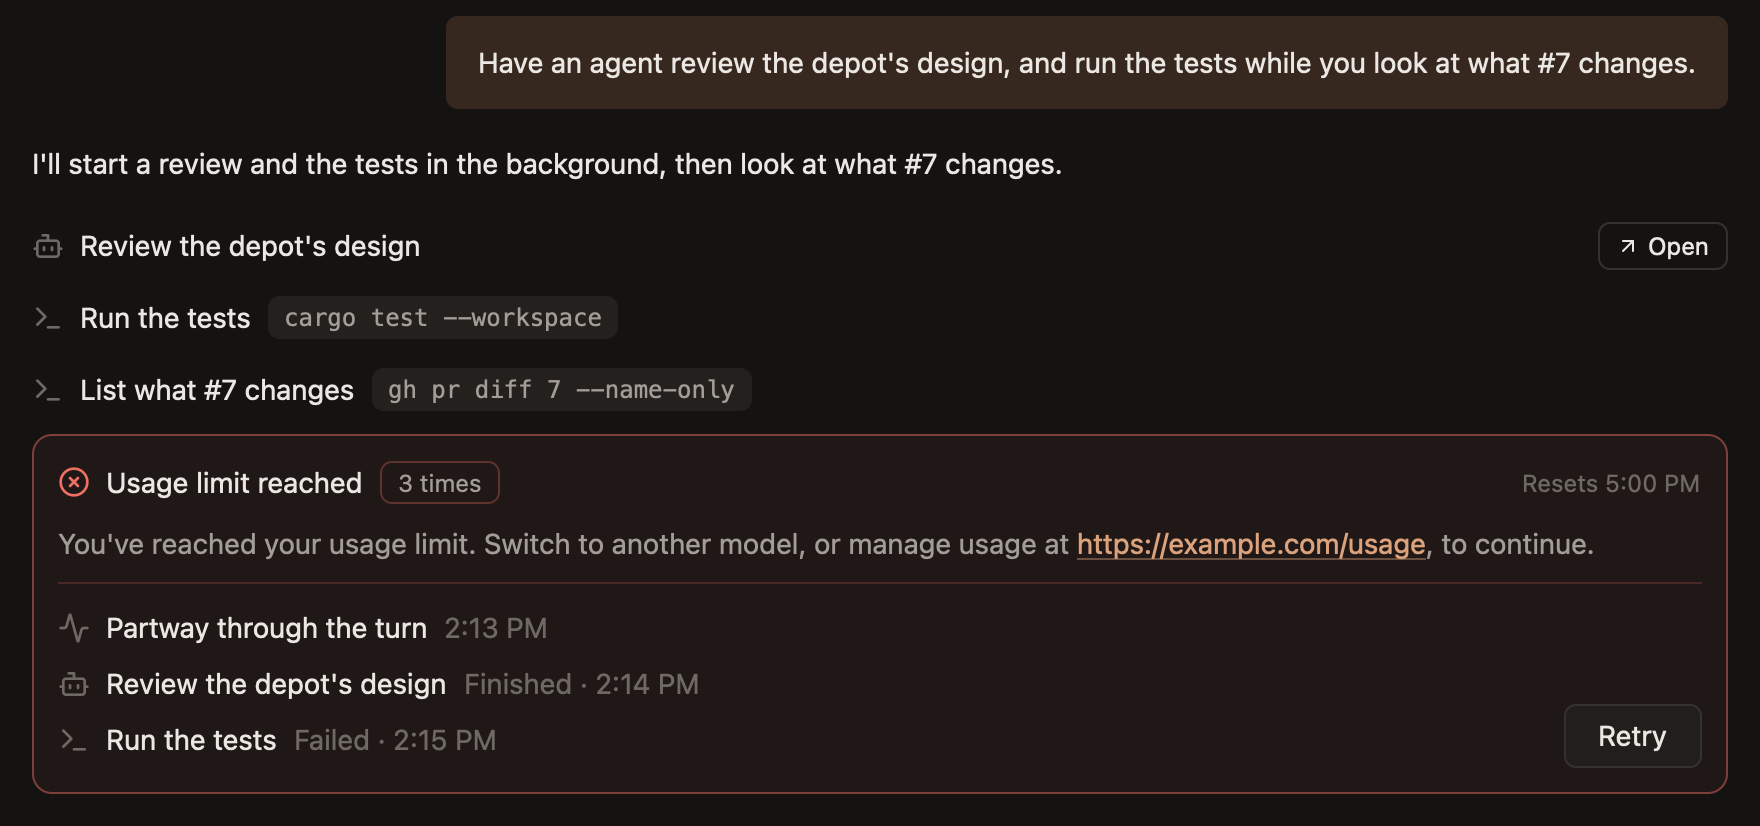 Have an agent review the depot's design, and run the tests while you look at what #7 changes.
I'll start a review and the tests in the background, then look at what #7 changes.
Review the depot's design
Open
Run the tests cargo test --workspace
List what #7 changes gh pr diff 7 --name-only
Usage limit reached 3 times Resets 5:00 PM
You've reached your usage limit. Switch to another model, or manage usage at https://example.com/usage, to continue.
Partway through the turn 2:13 PM
Review the depot's design Finished · 2:14 PM
Run the tests Failed · 2:15 PM
Retry